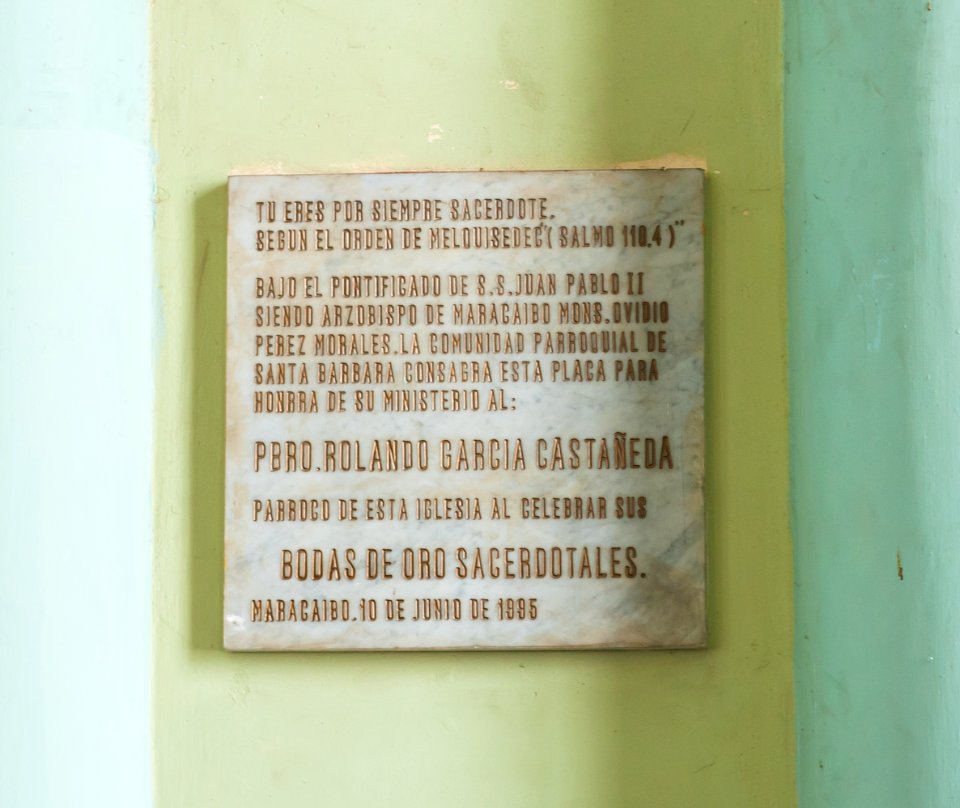 TU ERES POR SIEMPRE SACERDOTE.
SEGUN EL ORDEN DE MELQUISEDEC"( SALMO 110.4 )"
BAJO EL PONTIFICADO DE S.S.JUAN PABLO II
SIENDO ARZOBISPO DE MARACAIBO MONS.OVIDIO
PEREZ MORALES.LA COMUNIDAD PARROQUIAL DE
SANTA BARBARA CONSAGRA ESTA PLACA PARA
HONRRA DE SU MINISTERIO AL:
PBRO.ROLANDO GARCIA CASTAÑEDA
PARROCO DE ESTA IGLESIA AL CELEBRAR SUS
BODAS DE ORO SACERDOTALES.
MARACAIBO.10 DE JUNIO DE 1995